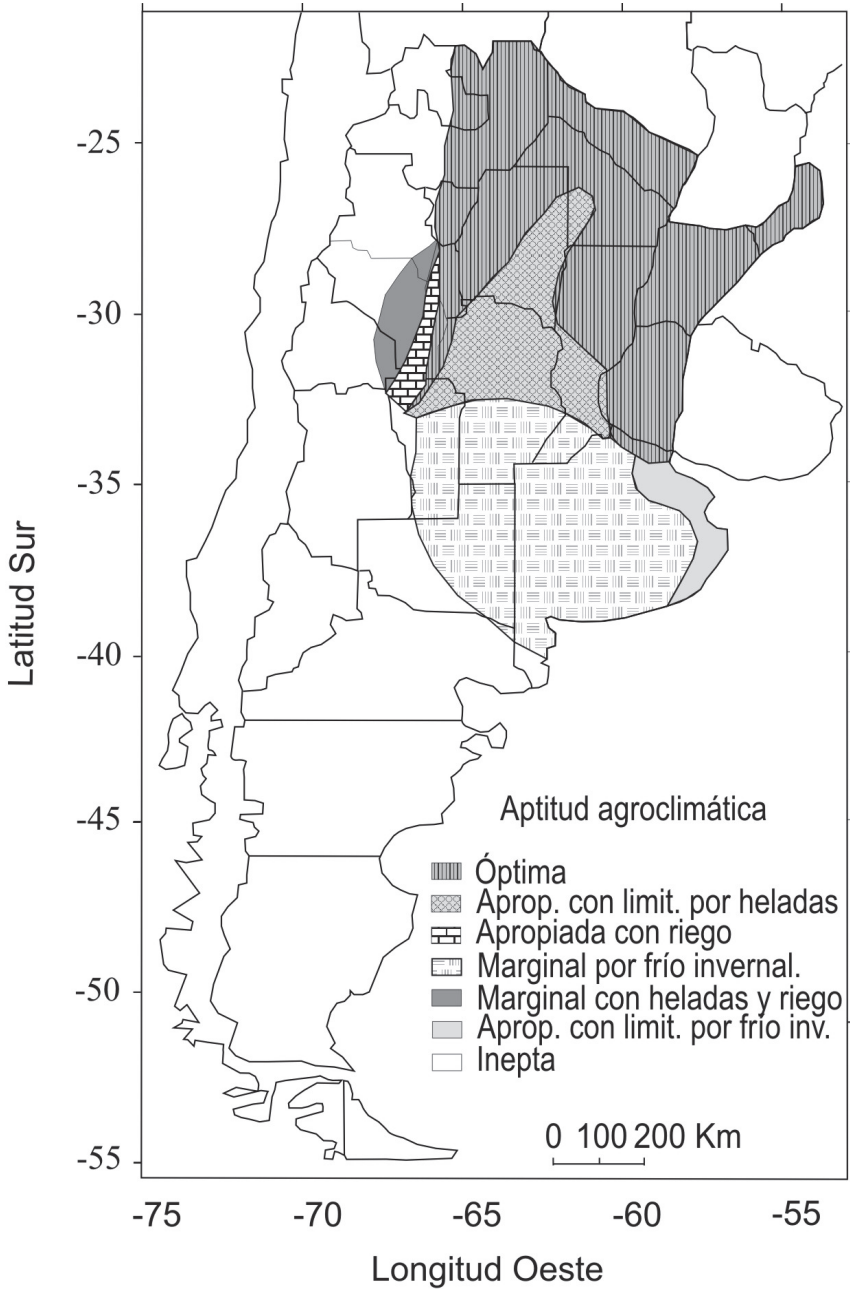 -25
-30
-35
-40
-45
-50
-55
Latitud Sur
Aptitud agroclimática
Óptima
Aprop. con limit. por heladas
Apropiada con riego
Marginal por frío invernal.
Marginal con heladas y riego
Aprop. con limit. por frío inv.
Inepta
0 100 200 Km
-75 -70 -65 -60 -55
Longitud Oeste